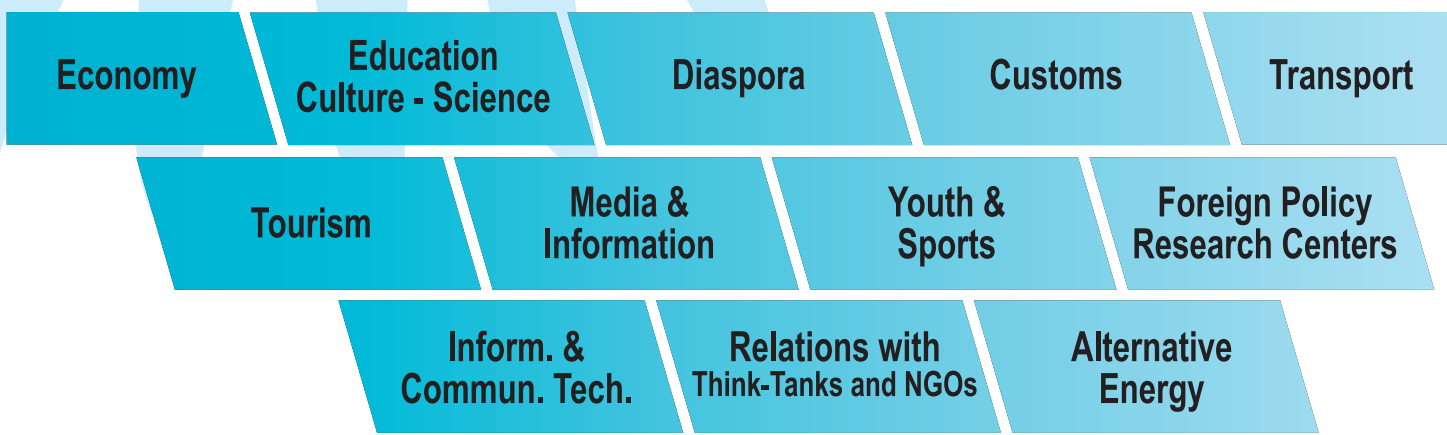 Economy
Education
Culture - Science
Diaspora
Customs
Transport
Tourism
Media &
Information
Youth &
Sports
Foreign Policy
Research Centers
Inform. &
Commun. Tech.
Relations with
Think-Tanks and NGOs
Alternative
Energy